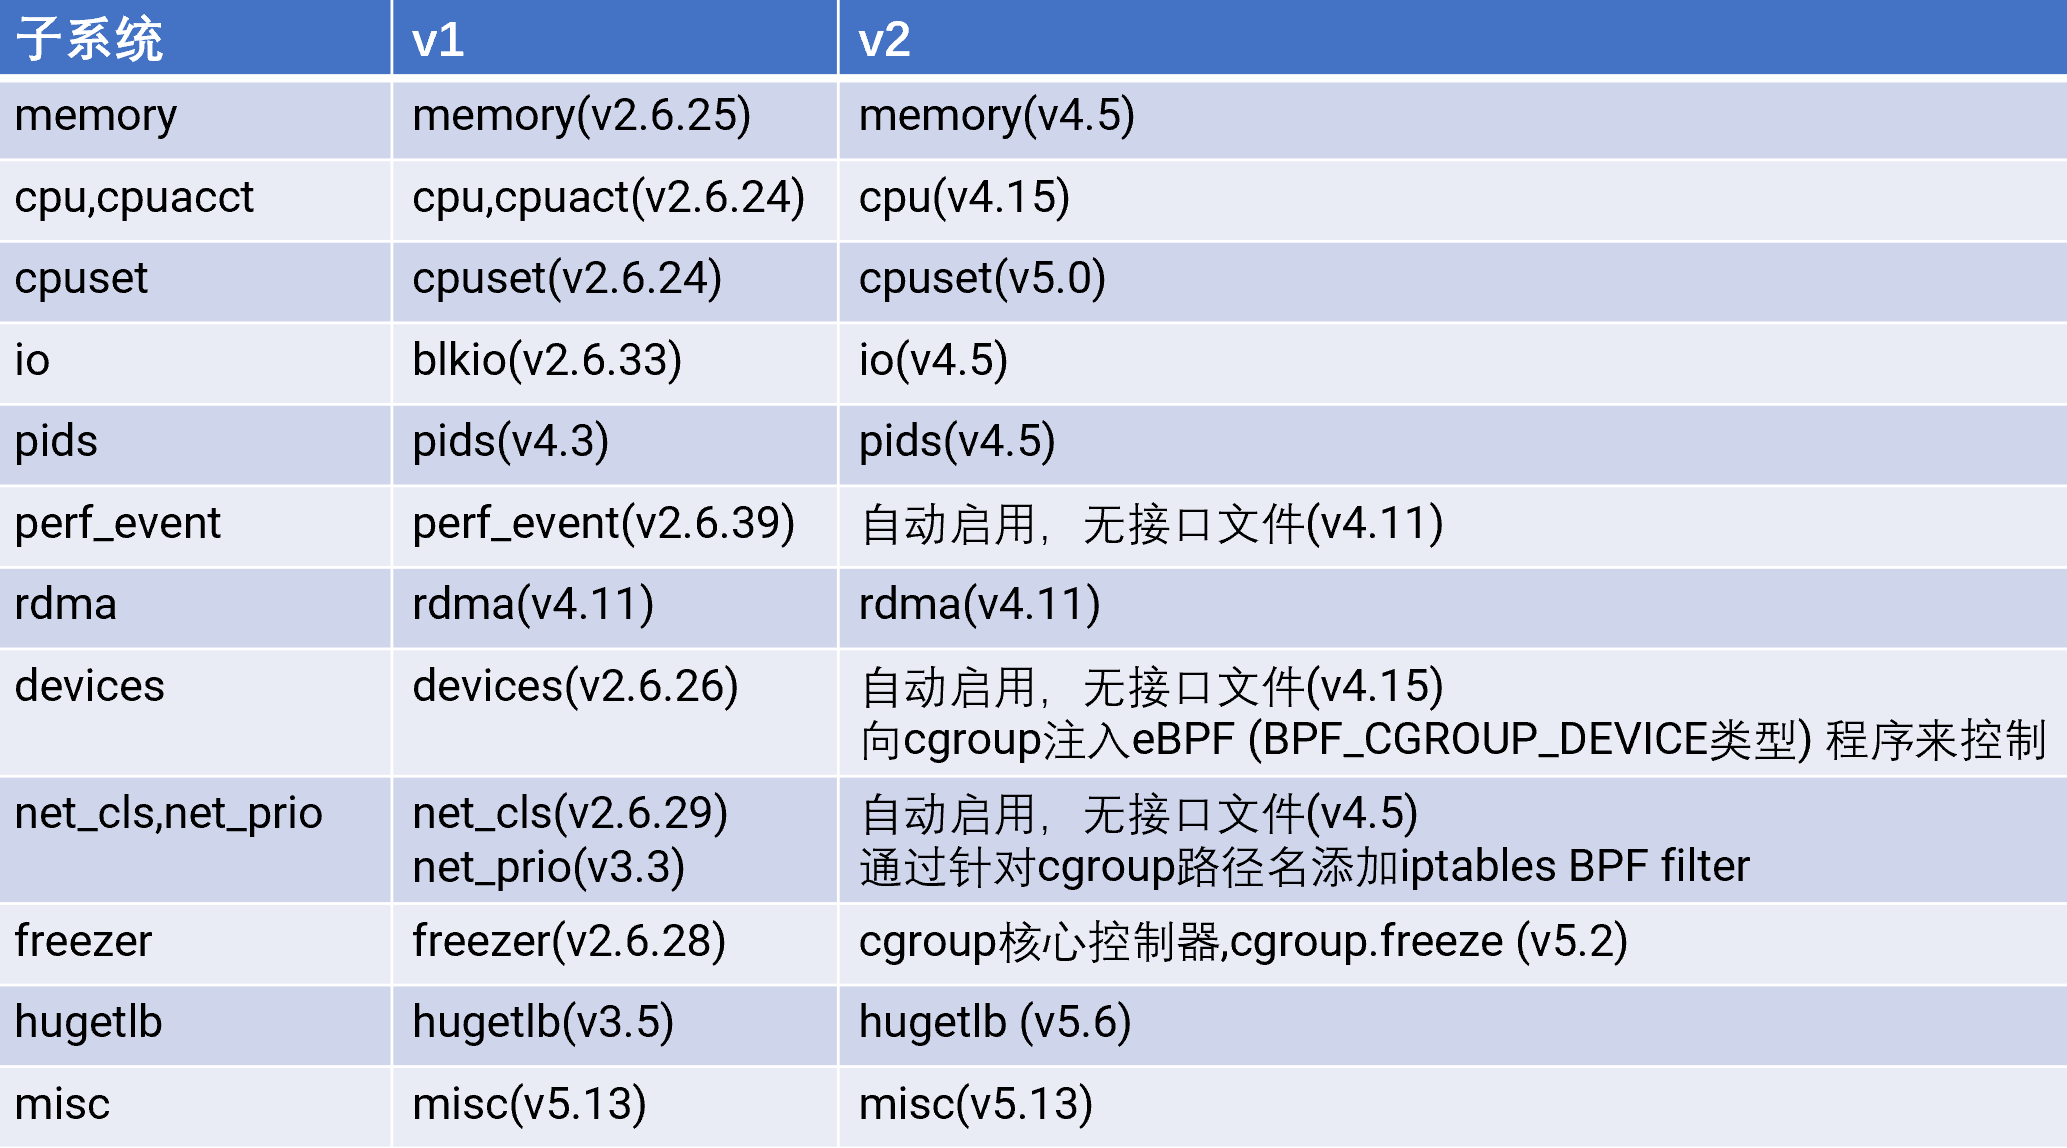 子系统 v1 v2
memory memory(v2.6.25) memory(v4.5)
cpu,cpuacct cpu,cpuact(v2.6.24) cpu(v4.15)
cpuset cpuset(v2.6.24) cpuset(v5.0)
io blkio(v2.6.33) io(v4.5)
pids pids(v4.3) pids(v4.5)
perf_event perf_event(v2.6.39) 自动启用，无接口文件(v4.11)
rdma rdma(v4.11) rdma(v4.11)
devices devices(v2.6.26) 自动启用，无接口文件(v4.15)
向cgroup注入eBPF (BPF_CGROUP_DEVICE类型) 程序来控制
net_cls,net_prio net_cls(v2.6.29) 自动启用，无接口文件(v4.5)
net_prio(v3.3) 通过针对cgroup路径名添加iptables BPF filter
freezer freezer(v2.6.28) cgroup核心控制器,cgroup.freeze (v5.2)
hugetlb hugetlb(v3.5) hugetlb (v5.6)
misc misc(v5.13) misc(v5.13)